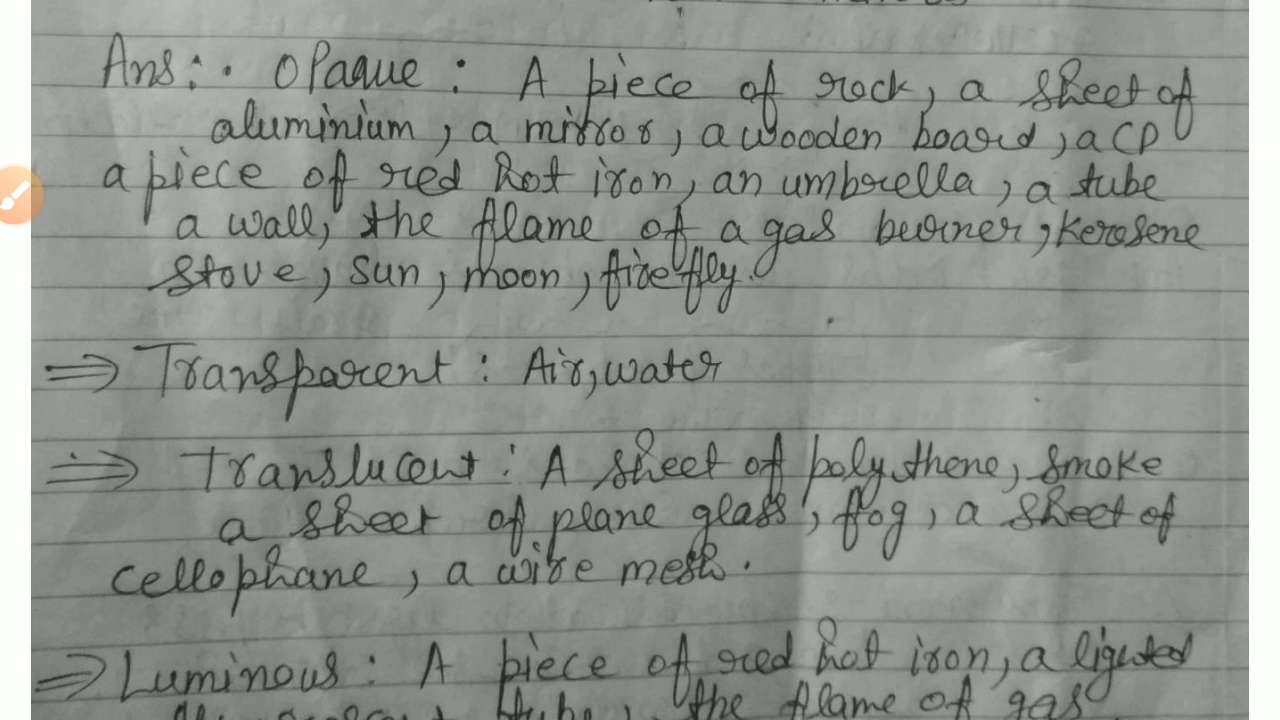 Ans:. Opaque : A piece of rock, a sheet of
aluminium, a mirror, a wooden board, a CD
a piece of red hot iron, an umbrella, a tube
a wall, the flame of a gas burner, kerosene
stove, sun, moon, firefly.
⇒ Transparent : Air, water
⇒ Translucent : A sheet of polythene, smoke
a sheet of plane glass, fog, a sheet of
cellophane, a wire mesh.
⇒ Luminous : A piece of red hot iron, a lighted
tube, the flame of gas